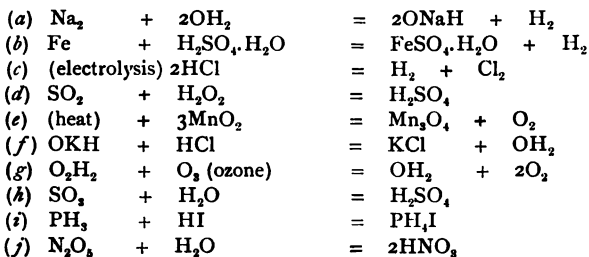 (a) Na₂ + 2OH₂ = 2ONaH + H₂
(b) Fe + H₂SO₄.H₂O = FeSO₄.H₂O + H₂
(c) (electrolysis) 2HCl = H₂ + Cl₂
(d) SO₂ + H₂O₂ = H₂SO₄
(e) (heat) + 3MnO₂ = Mn₃O₄ + O₂
(f) OKH + HCl = KCl + OH₂
(g) O₂H₂ + O₃ (ozone) = OH₂ + 2O₂
(h) SO₃ + H₂O = H₂SO₄
(i) PH₃ + HI = PH₄I
(j) N₂O₅ + H₂O = 2HNO₃